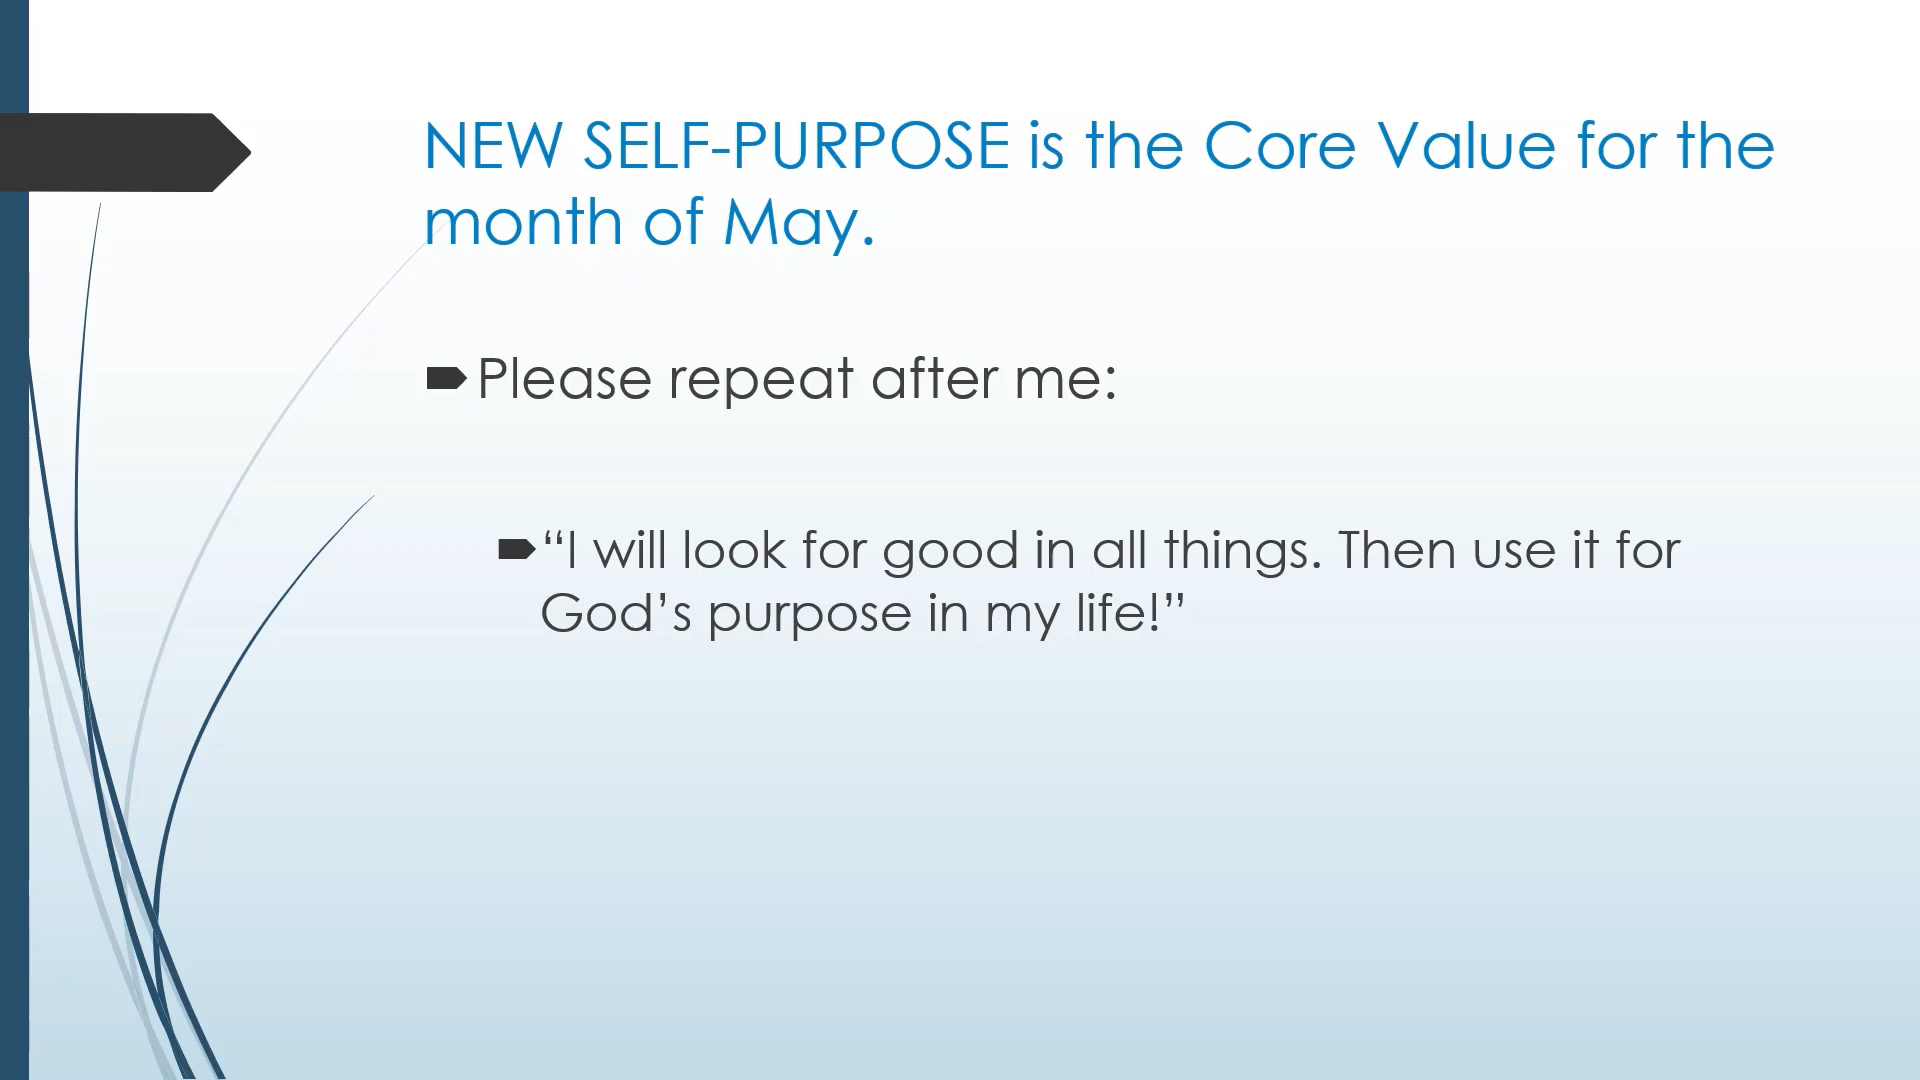 NEW SELF-PURPOSE is the Core Value for the
month of May.
Please repeat after me:
“I will look for good in all things. Then use it for
God’s purpose in my life!”